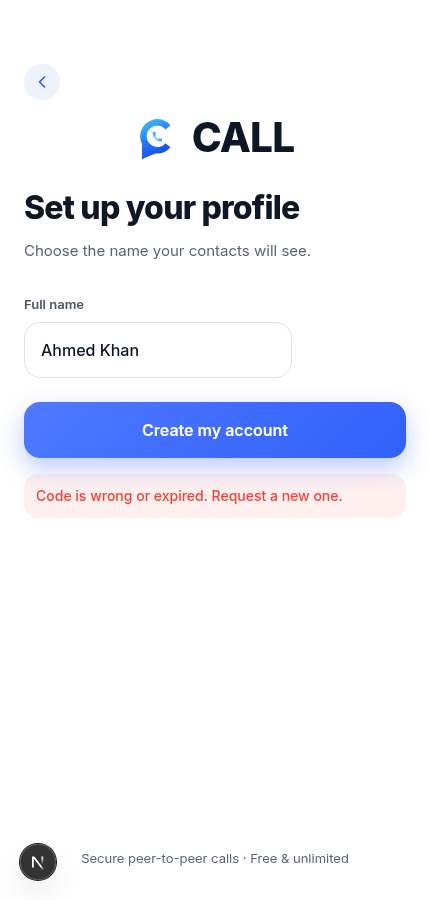 CALL
Set up your profile
Choose the name your contacts will see.
Full name
Ahmed Khan
Create my account
Code is wrong or expired. Request a new one.
N
Secure peer-to-peer calls · Free & unlimited